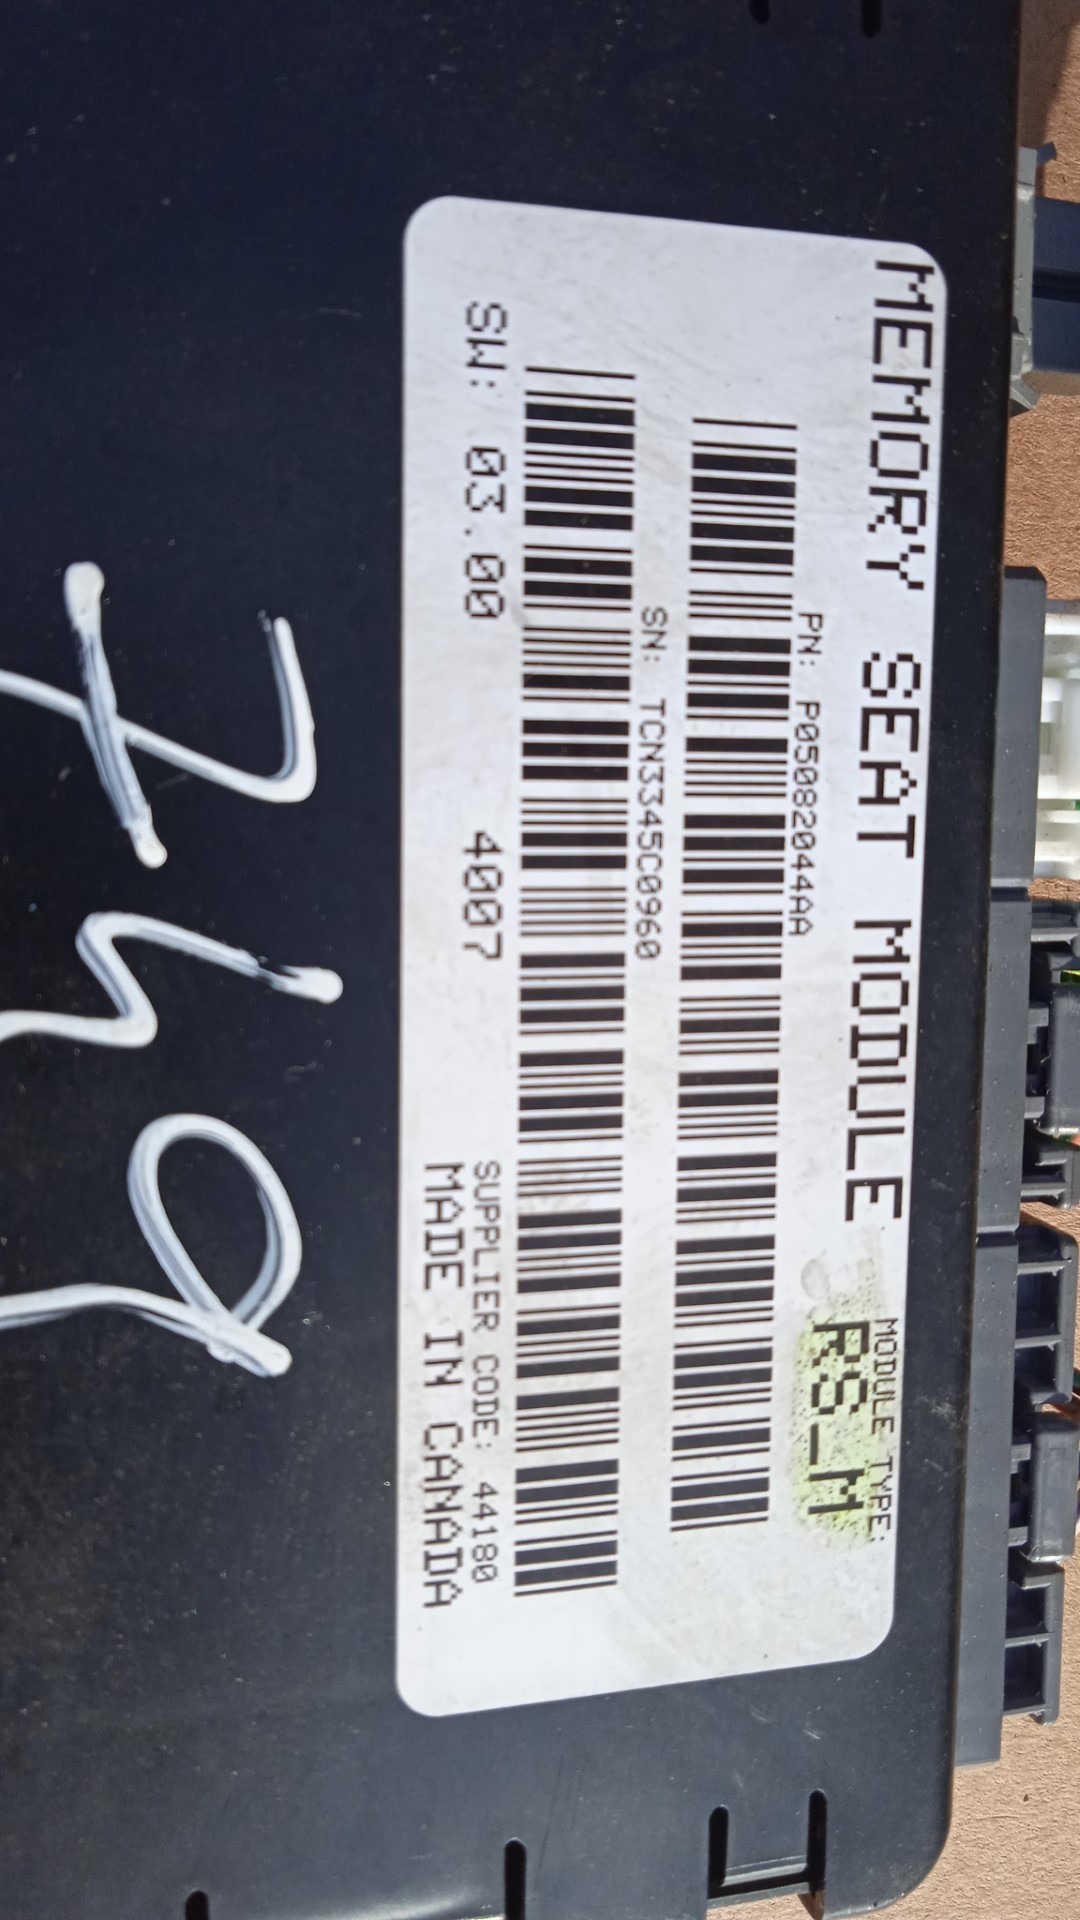 MEMORY SEAT MODULE
MODULE TYPE:
RS_M
PN: P05082044AA
SN: TCN3345C0960
SW: 03.00 4007
SUPPLIER CODE: 44180
MADE IN CANADA
749